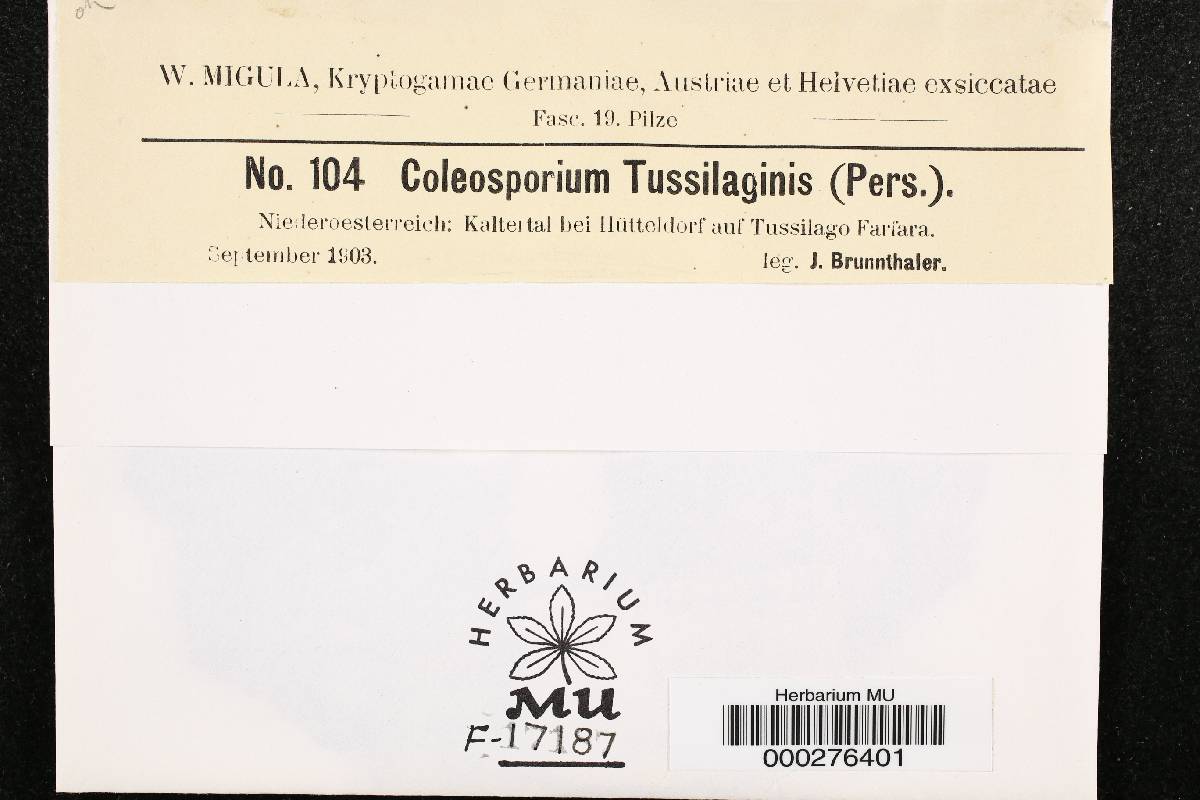 W. MIGULA, Kryptogamae Germaniae, Austriae et Helvetiae exsiccatae
Fasc. 19. Pilze
No. 104 Coleosporium Tussilaginis (Pers.).
Niederoesterreich: bei Hütteldorf auf Tussilago Farfara.
September 1903.
leg. J. Brunnthaler.
HERBARIUM
MU
F-17187
Herbarium MU
000276401